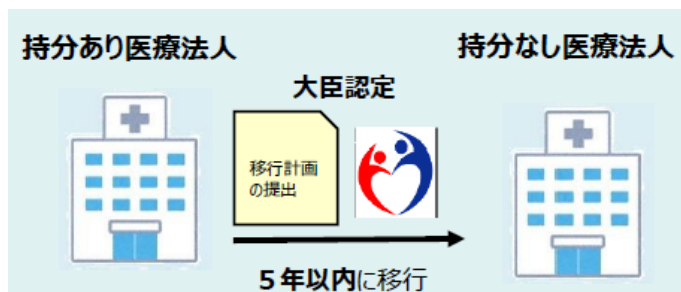 持分あり医療法人
持分なし医療法人
大臣認定
移行計画
の提出
５年以内に移行